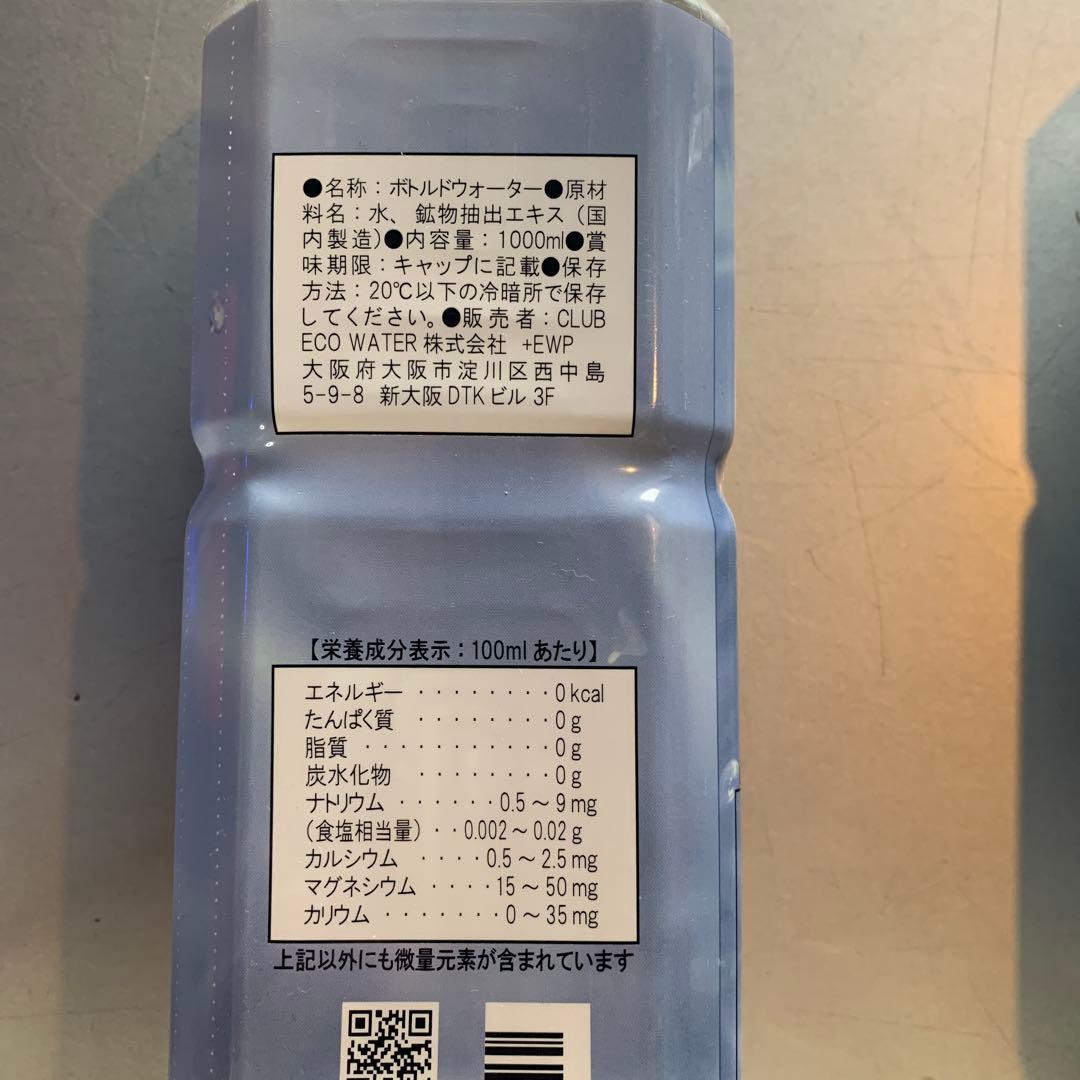 ●名称：ボトルドウォーター●原材
料名：水、鉱物抽出エキス（国
内製造）●内容量：1000ml●賞
味期限：キャップに記載●保存
方法：20℃以下の冷暗所で保存
してください。●販売者：CLUB
ECO WATER 株式会社 +EWP
大阪府大阪市淀川区西中島
5-9-8 新大阪 DTK ビル 3F
【栄養成分表示：100ml あたり】
エネルギー ・・・・・・・・・0kcal
たんぱく質 ・・・・・・・・0g
脂質 ・・・・・・・・・・・0g
炭水化物 ・・・・・・・・0g
ナトリウム ・・・・・・0.5～9mg
（食塩相当量）・・0.002～0.02g
カルシウム ・・・・0.5～2.5mg
マグネシウム ・・・・15～50mg
カリウム ・・・・・・・0～35mg
上記以外にも微量元素が含まれています